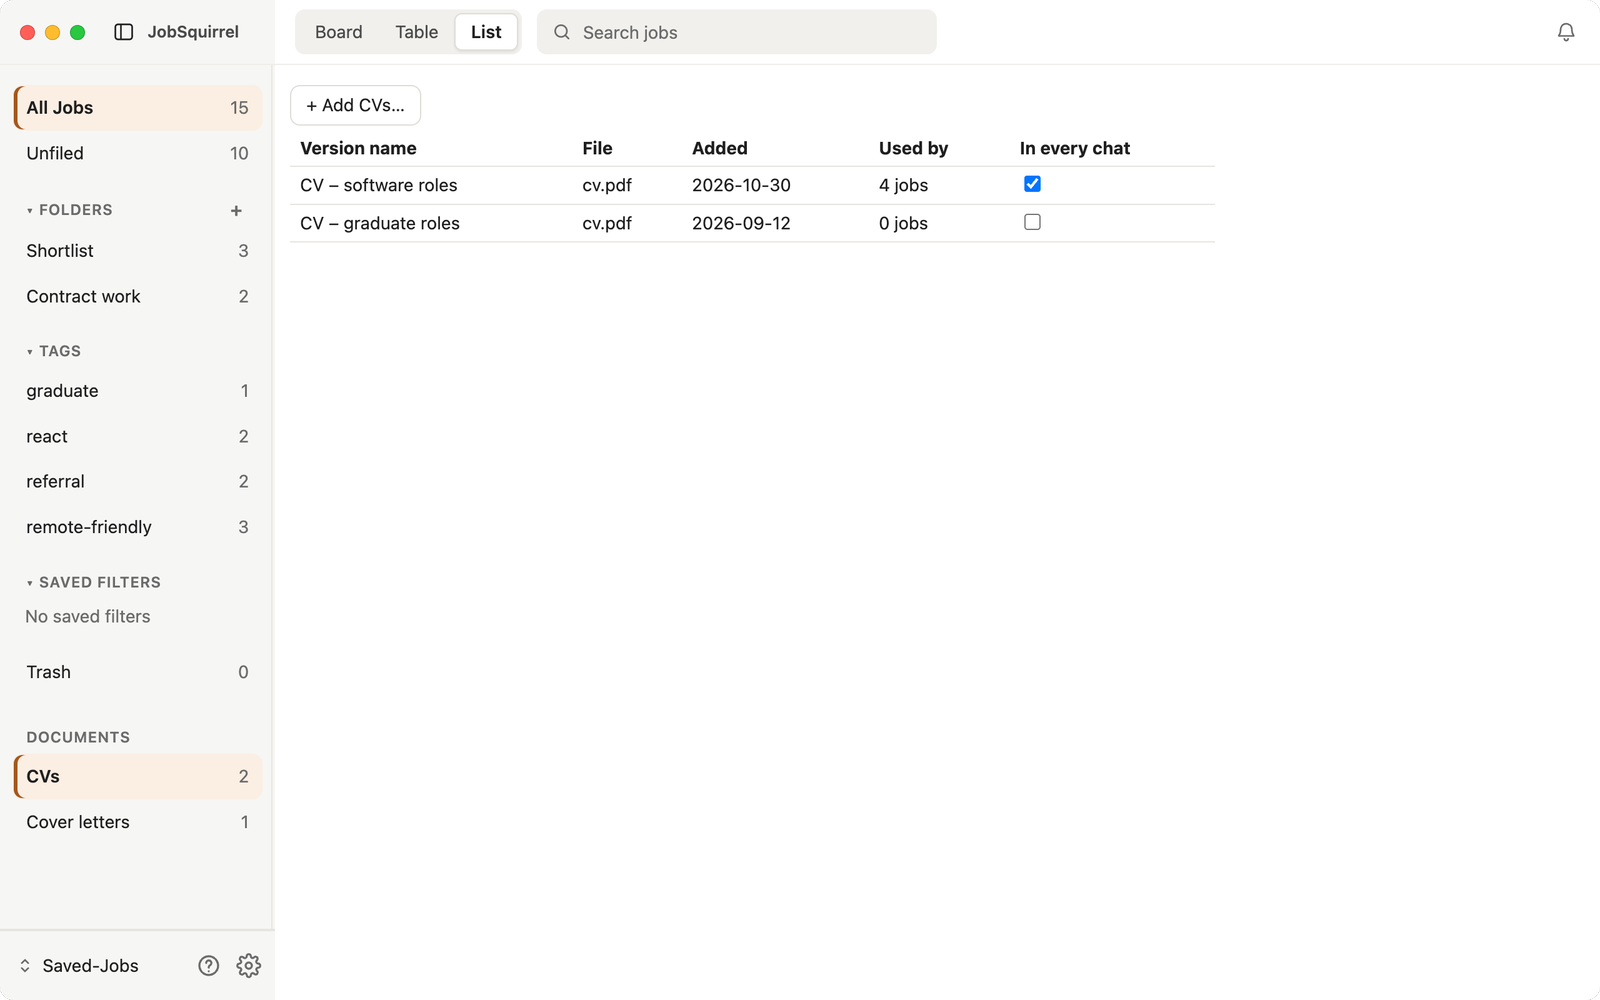 JobSquirrel
Board Table List
Search jobs
All Jobs 15
Unfiled 10
FOLDERS +
Shortlist 3
Contract work 2
TAGS
graduate 1
react 2
referral 2
remote-friendly 3
SAVED FILTERS
No saved filters
Trash 0
DOCUMENTS
CVs 2
Cover letters 1
Saved-Jobs
+ Add CVs...
Version name File Added Used by In every chat
CV – software roles cv.pdf 2026-10-30 4 jobs
CV – graduate roles cv.pdf 2026-09-12 0 jobs